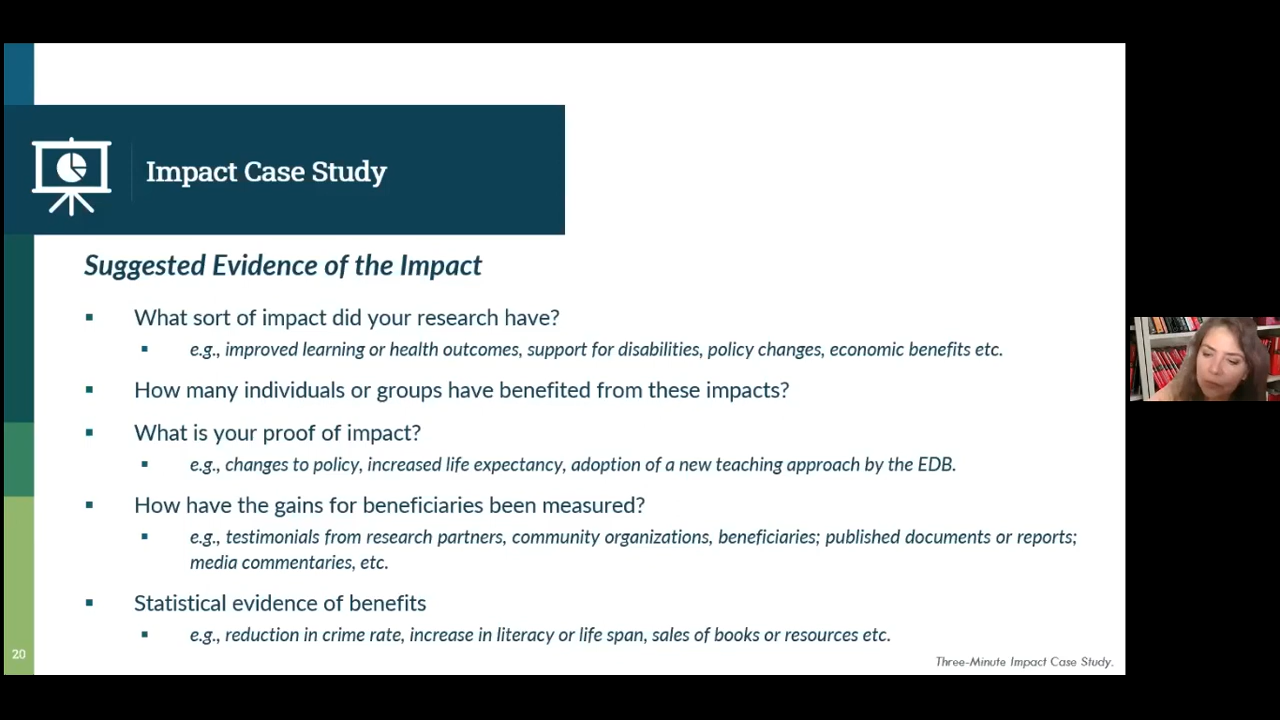 Impact Case Study
Suggested Evidence of the Impact
What sort of impact did your research have?
e.g., improved learning or health outcomes, support for disabilities, policy changes, economic benefits etc.
How many individuals or groups have benefited from these impacts?
What is your proof of impact?
e.g., changes to policy, increased life expectancy, adoption of a new teaching approach by the EDB.
How have the gains for beneficiaries been measured?
e.g., testimonials from research partners, community organizations, beneficiaries; published documents or reports;
media commentaries, etc.
Statistical evidence of benefits
e.g., reduction in crime rate, increase in literacy or life span, sales of books or resources etc.
20
Three-Minute Impact Case Study.